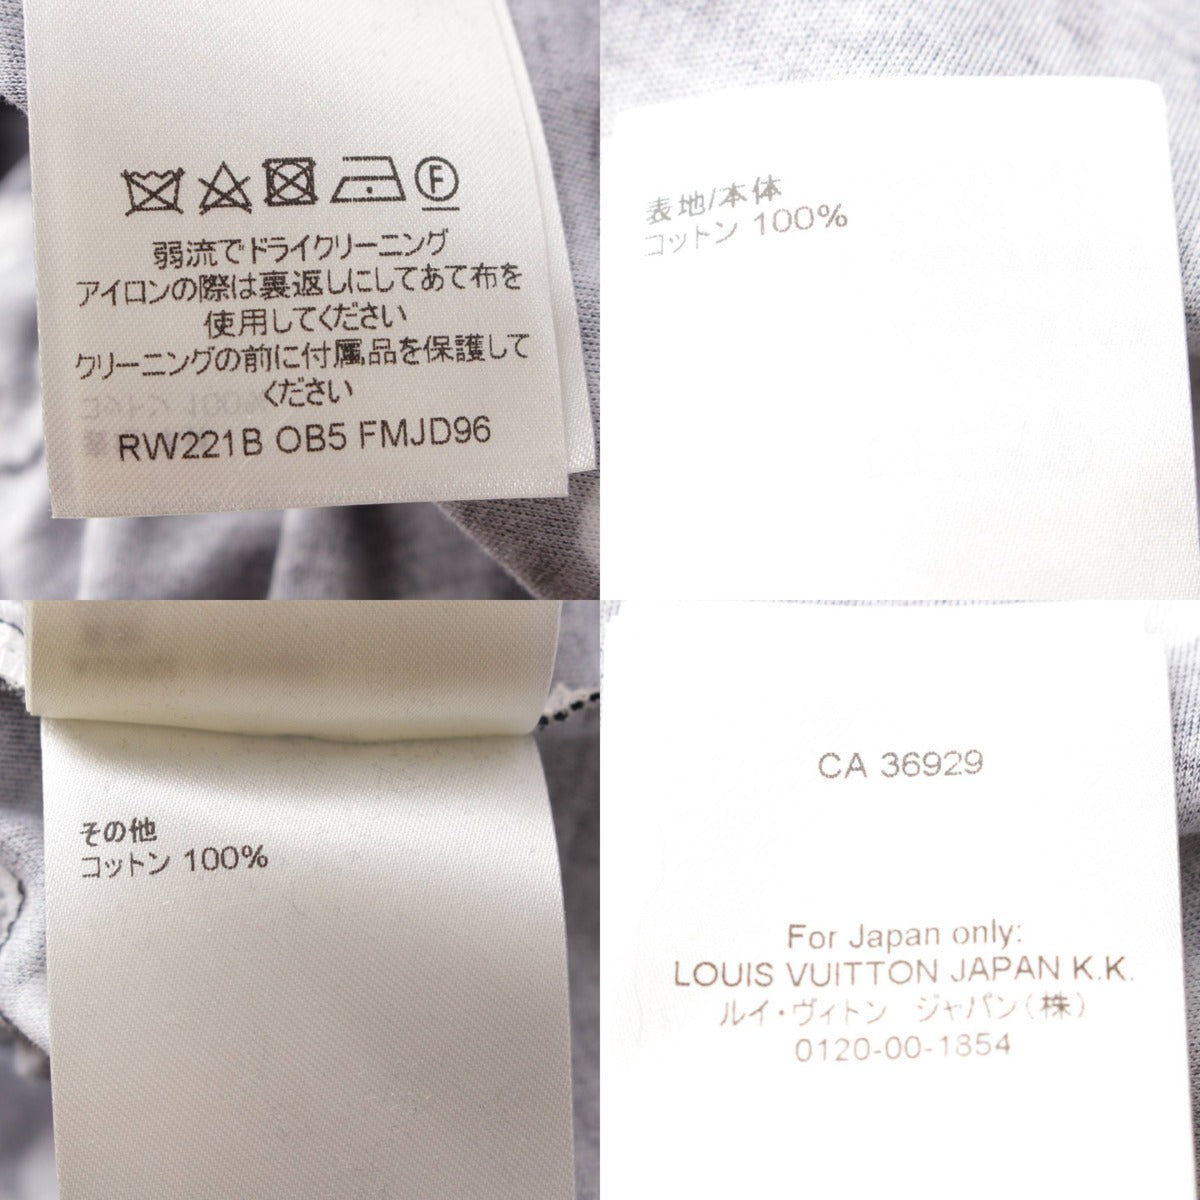 F
弱流でドライクリーニング
アイロンの際は裏返しにしてあて布を
使用してください
クリーニングの前に付属品を保護して
ください
RW221B OB5 FMJD96
表地/本体
コットン 100%
その他
コットン 100%
CA 36929
For Japan only:
LOUIS VUITTON JAPAN K.K.
ルイ・ヴィトン ジャパン(株)
0120-00-1854